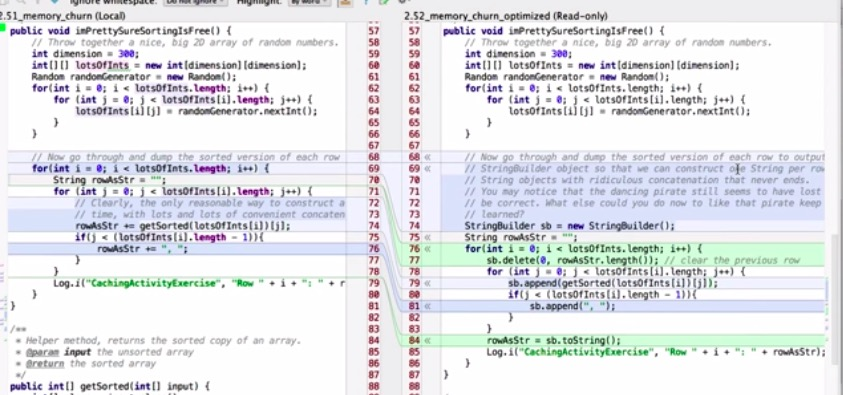 Ignore whitespace: Do not ignore Highlight: By word
2.51_memory_churn (Local)
2.52_memory_churn_optimized (Read-only)
public void imPrettySureSortingIsFree() {
// Throw together a nice, big 2D array of random numbers.
int dimension = 300;
int[][] lotsOfInts = new int[dimension][dimension];
Random randomGenerator = new Random();
for(int i = 0; i < lotsOfInts.length; i++) {
for (int j = 0; j < lotsOfInts[i].length; j++) {
lotsOfInts[i][j] = randomGenerator.nextInt();
}
}
// Now go through and dump the sorted version of each row
for(int i = 0; i < lotsOfInts.length; i++) {
String rowAsStr = "";
for (int j = 0; j < lotsOfInts[i].length; j++) {
// Clearly, the only reasonable way to construct a
// time, with lots and lots of convenient concaten
rowAsStr += getSorted(lotsOfInts[i])[j];
if(j < (lotsOfInts[i].length - 1)){
rowAsStr += ", ";
}
}
Log.i("CachingActivityExercise", "Row " + i + ": " + r
}
}
/**
* Helper method, returns the sorted copy of an array.
* @param input the unsorted array
* @return the sorted array
*/
public int[] getSorted(int[] input) {
57 57 public void imPrettySureSortingIsFree() {
58 58 // Throw together a nice, big 2D array of random numbers.
59 59 int dimension = 300;
60 60 int[][] lotsOfInts = new int[dimension][dimension];
61 61 Random randomGenerator = new Random();
62 62 for(int i = 0; i < lotsOfInts.length; i++) {
63 63 for (int j = 0; j < lotsOfInts[i].length; j++) {
64 64 lotsOfInts[i][j] = randomGenerator.nextInt();
65 65 }
66 66 }
67 67
68 68 « // Now go through and dump the sorted version of each row to output
69 69 « // StringBuilder object so that we can construct one String per row
70 70 // String objects with ridiculous concatenation that never ends.
71 71 // You may notice that the dancing pirate still seems to have lost
72 72 // be correct. What else could you do now to like that pirate keep
73 73 // learned?
74 74 StringBuilder sb = new StringBuilder();
75 75 « String rowAsStr = "";
76 76 « for(int i = 0; i < lotsOfInts.length; i++) {
77 77 sb.delete(0, rowAsStr.length()); // clear the previous row
78 78 for (int j = 0; j < lotsOfInts[i].length; j++) {
79 79 « sb.append(getSorted(lotsOfInts[i])[j]);
80 80 if(j < (lotsOfInts[i].length - 1)){
81 81 « sb.append(", ");
82 82 }
83 83 }
84 84 « rowAsStr = sb.toString();
85 85 Log.i("CachingActivityExercise", "Row " + i + ": " + rowAsStr);
86 86 }
87 87 }
88 88